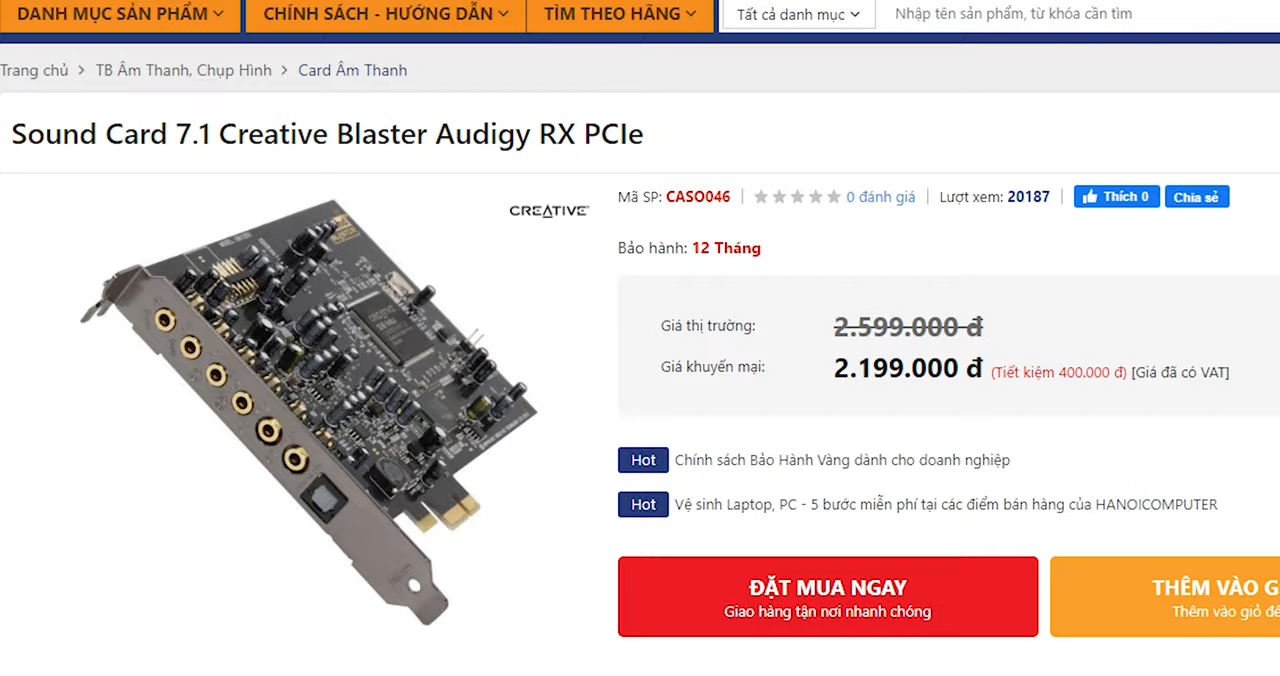 DANH MỤC SẢN PHẨM CHÍNH SÁCH - HƯỚNG DẪN TÌM THEO HÃNG Tất cả danh mục Nhập tên sản phẩm, từ khóa cần tìm
Trang chủ > TB Âm Thanh, Chụp Hình > Card Âm Thanh
Sound Card 7.1 Creative Blaster Audigy RX PCIe
CREATIVE
Mã SP: CASO046 | 0 đánh giá | Lượt xem: 20187 | Thích 0 Chia sẻ
Bảo hành: 12 Tháng
Giá thị trường: 2.599.000 đ
Giá khuyến mại: 2.199.000 đ (Tiết kiệm 400.000 đ) [Giá đã có VAT]
Hot Chính sách Bảo Hành Vàng dành cho doanh nghiệp
Hot Vệ sinh Laptop, PC - 5 bước miễn phí tại các điểm bán hàng của HANOICOMPUTER
ĐẶT MUA NGAY
Giao hàng tận nơi nhanh chóng
THÊM VÀO G
Thêm vào giỏ để